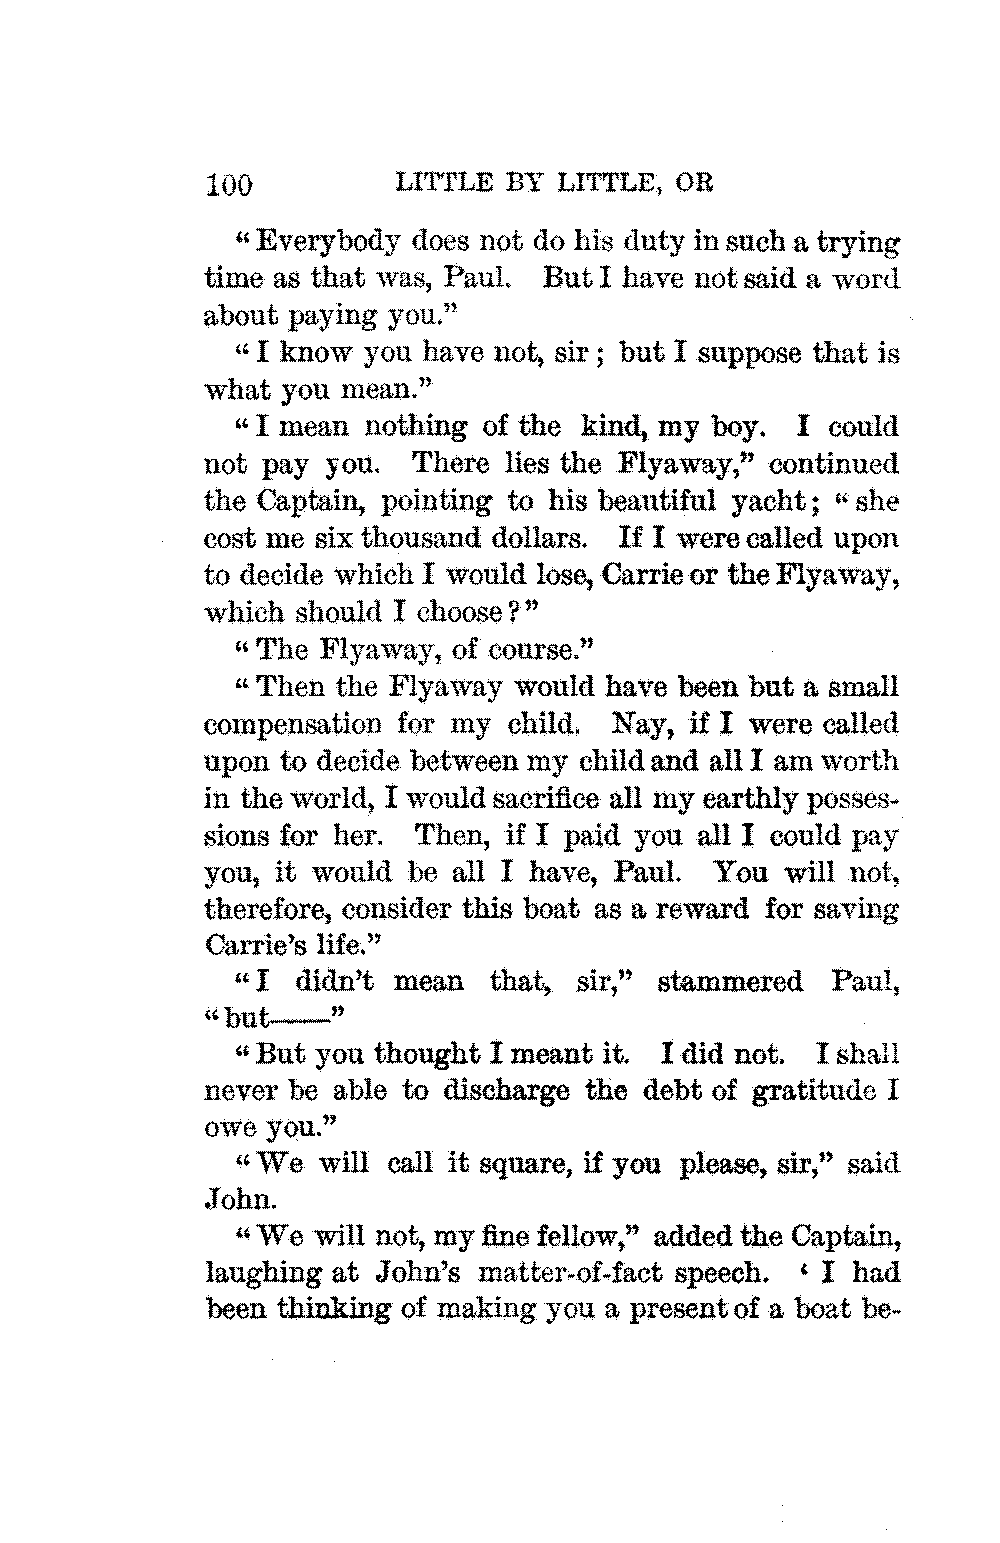 100 LITTLE BY LITTLE, OR
“Everybody does not do his duty in such a trying
time as that was, Paul. But I have not said a word
about paying you.”
“I know you have not, sir; but I suppose that is
what you mean.”
“I mean nothing of the kind, my boy. I could
not pay you. There lies the Flyaway,” continued
the Captain, pointing to his beautiful yacht; “she
cost me six thousand dollars. If I were called upon
to decide which I would lose, Carrie or the Flyaway,
which should I choose?”
“The Flyaway, of course.”
“Then the Flyaway would have been but a small
compensation for my child. Nay, if I were called
upon to decide between my child and all I am worth
in the world, I would sacrifice all my earthly posses-
sions for her. Then, if I paid you all I could pay
you, it would be all I have, Paul. You will not,
therefore, consider this boat as a reward for saving
Carrie’s life.”
“I didn’t mean that, sir,” stammered Paul,
“but——”
“But you thought I meant it. I did not. I shall
never be able to discharge the debt of gratitude I
owe you.”
“We will call it square, if you please, sir,” said
John.
“We will not, my fine fellow,” added the Captain,
laughing at John’s matter-of-fact speech. ‘ I had
been thinking of making you a present of a boat be-